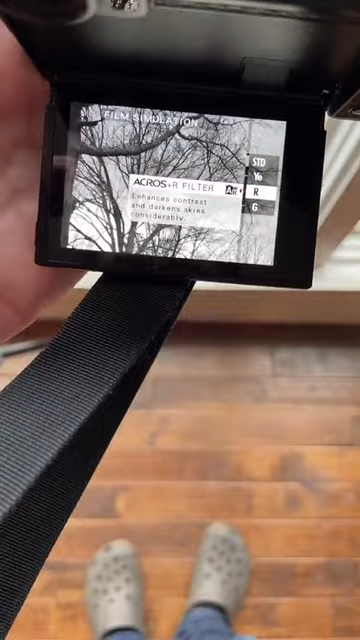 FILM SIMULATION
STD
Ye
R
G
ACROS+R FILTER
Enhances contrast
and darkens skies
considerably.